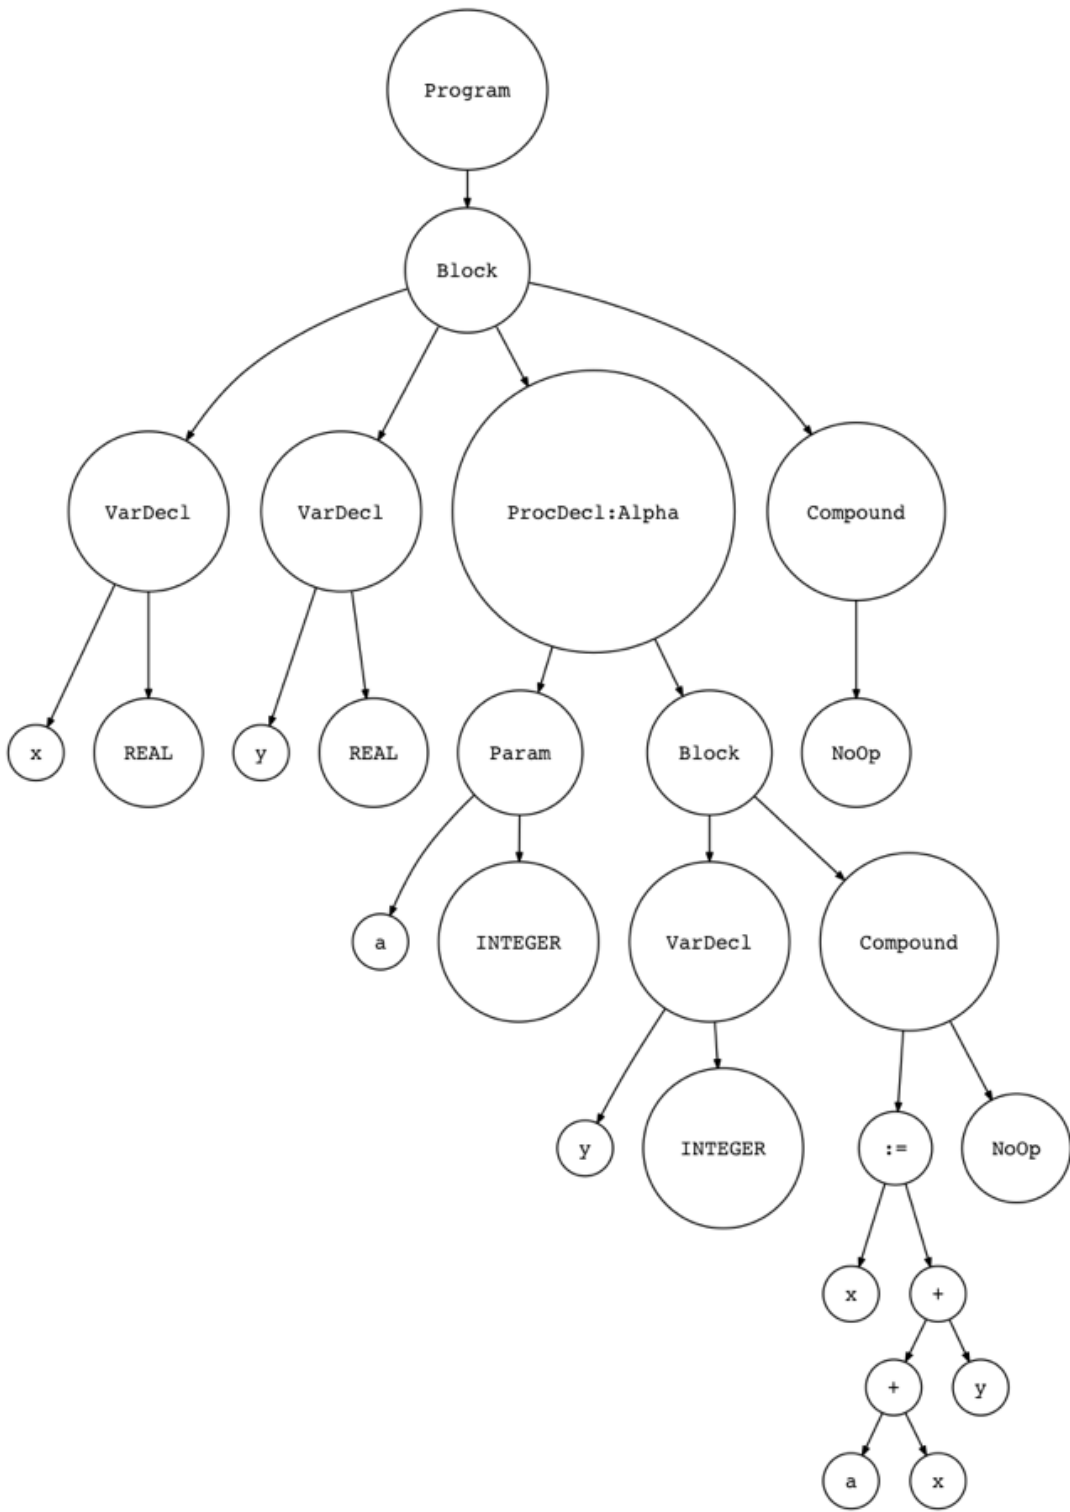 Program
Block
VarDecl
VarDecl
ProcDecl:Alpha
Compound
x
REAL
y
REAL
Param
Block
NoOp
a
INTEGER
VarDecl
Compound
y
INTEGER
:=
NoOp
x
+
+
y
a
x